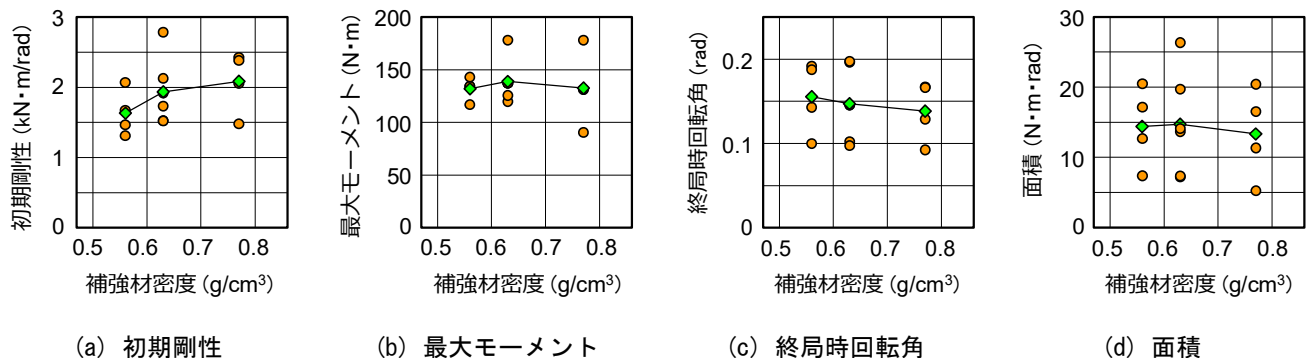 初期剛性 (kN・m/rad)
3
2
1
0
0.5 0.6 0.7 0.8
補強材密度 (g/cm³)
(a) 初期剛性
最大モーメント (N・m)
200
150
100
50
0
0.5 0.6 0.7 0.8
補強材密度 (g/cm³)
(b) 最大モーメント
終局時回転角 (rad)
0.2
0.1
0
0.5 0.6 0.7 0.8
補強材密度 (g/cm³)
(c) 終局時回転角
面積 (N・m・rad)
30
20
10
0
0.5 0.6 0.7 0.8
補強材密度 (g/cm³)
(d) 面積